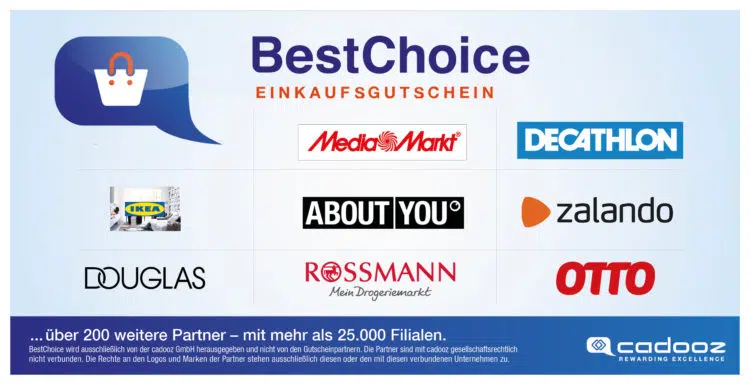 BestChoice
EINKAUFSGUTSCHEIN
Media Markt
DECATHLON
IKEA
ABOUT YOU
zalando
DOUGLAS
ROSSMANN
Mein Drogeriemarkt
OTTO
...über 200 weitere Partner – mit mehr als 25.000 Filialen.
BestChoice wird ausschließlich von der cadooz GmbH herausgegeben und nicht von den Gutscheinpartnern. Die Partner sind mit cadooz gesellschaftsrechtlich
nicht verbunden. Die Rechte an den Logos und Marken der Partner stehen ausschließlich diesen oder den mit diesen verbundenen Unternehmen zu.
cadooz
REWARDING EXCELLENCE